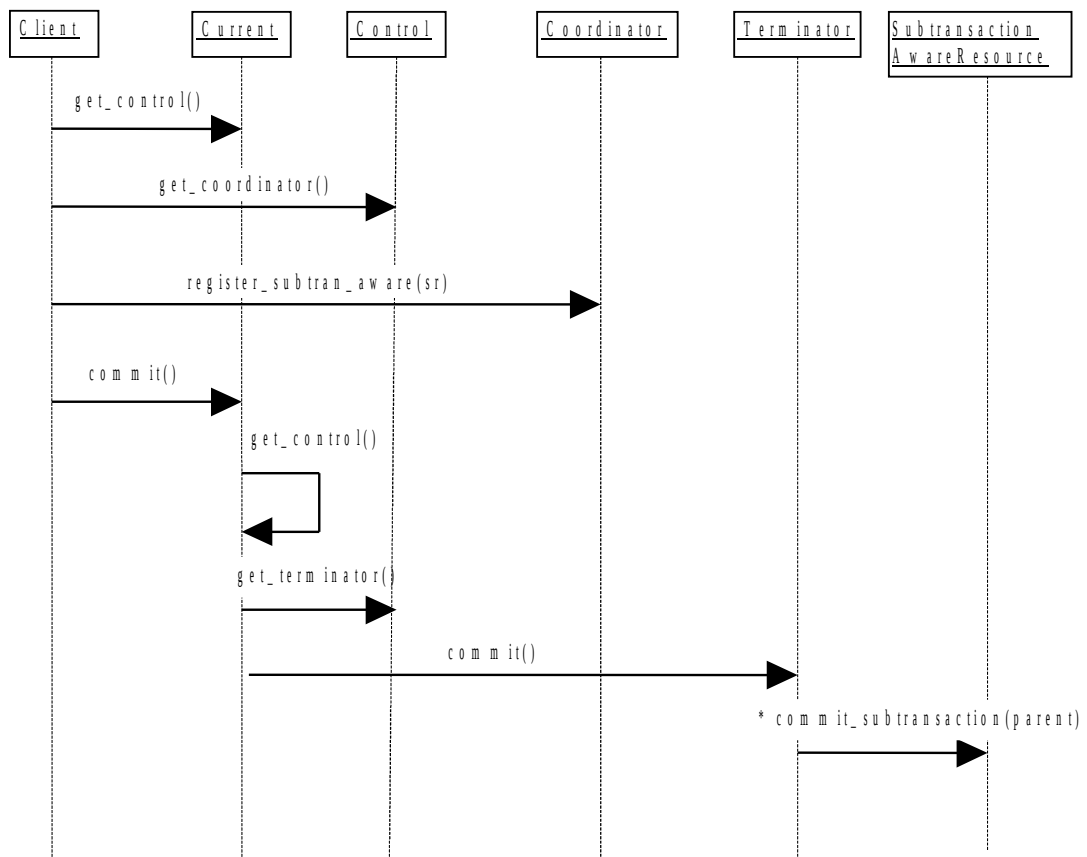 Client
Current
Control
Coordinator
Terminator
Subtransaction
AwareResource
get_control()
get_coordinator()
register_subtran_aware(sr)
commit()
get_control()
get_terminator()
commit()
* commit_subtransaction(parent)